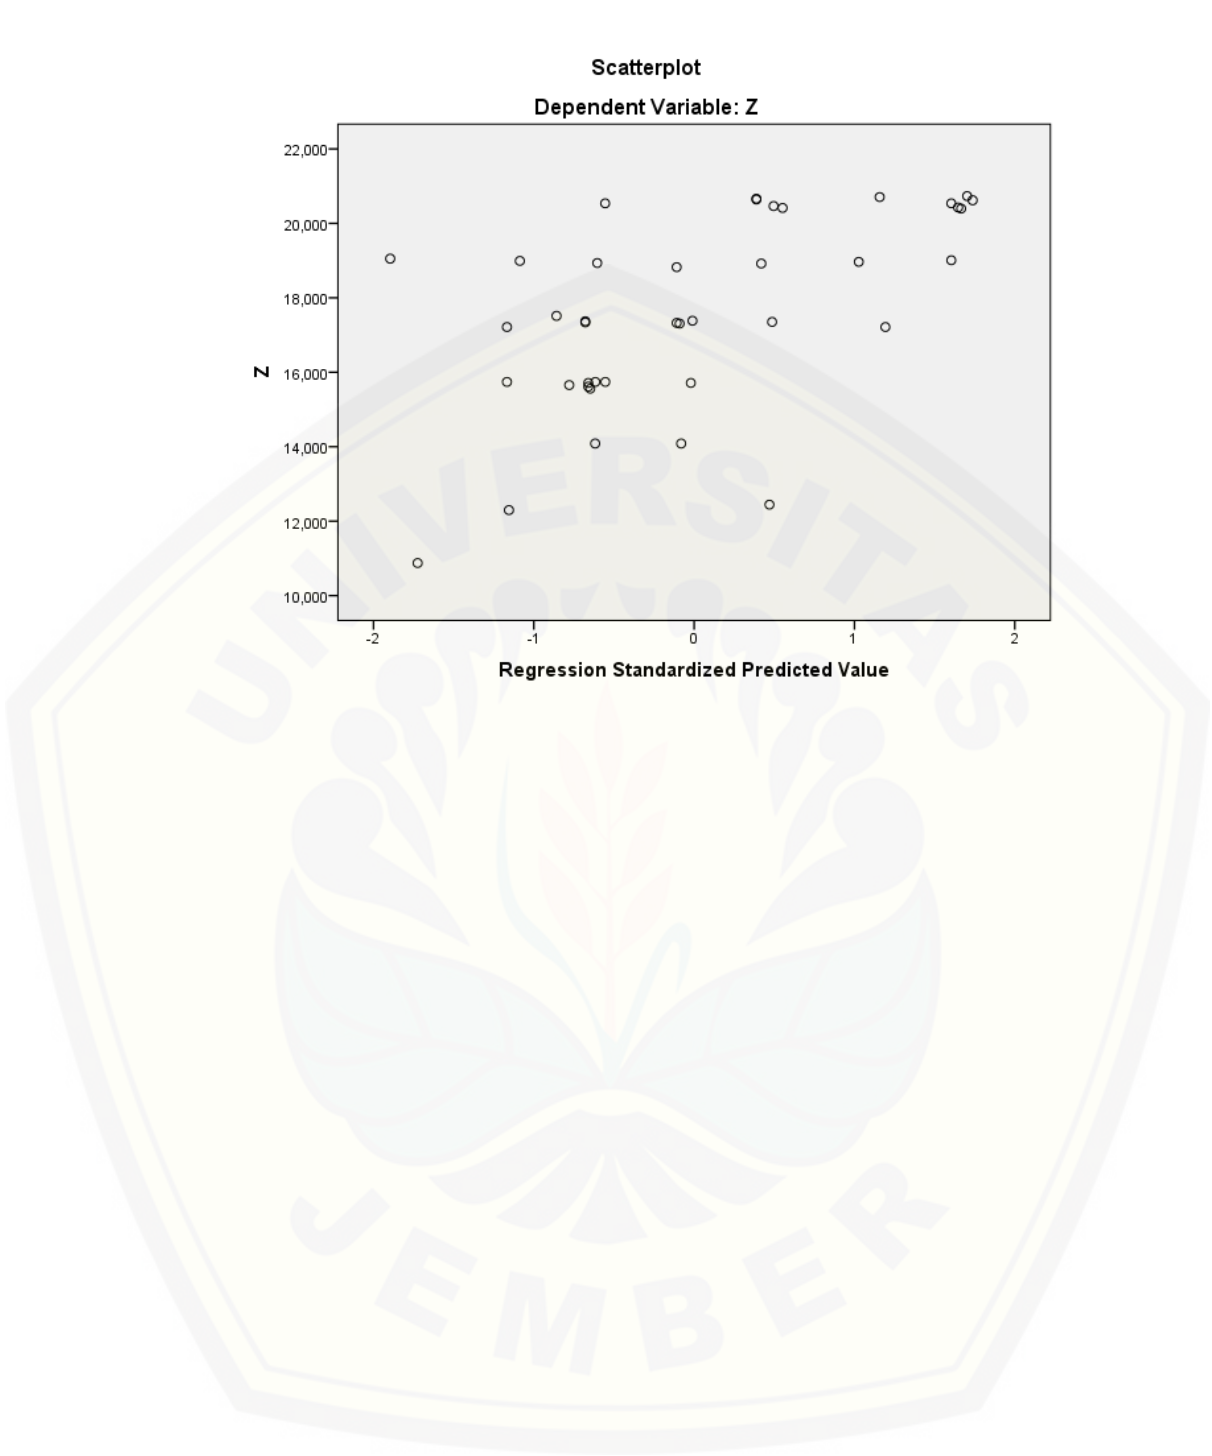 Scatterplot
Dependent Variable: Z
22,000
20,000
18,000
16,000
14,000
12,000
10,000
Z
-2 -1 0 1 2
Regression Standardized Predicted Value
UNIVERSITAS
JEMBER